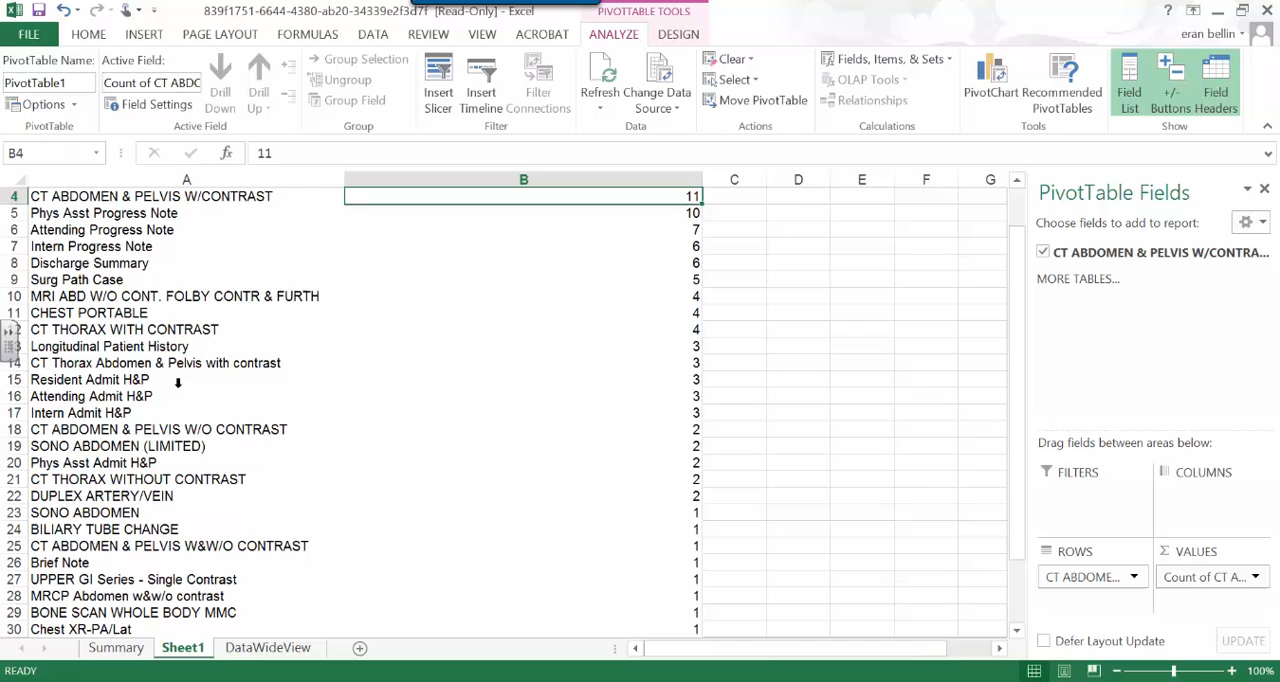 839f1751-6644-4380-ab20-34339e2f3d7f [Read-Only] - Excel
PIVOTTABLE TOOLS
?
FILE HOME INSERT PAGE LAYOUT FORMULAS DATA REVIEW VIEW ACROBAT ANALYZE DESIGN eran bellin
PivotTable Name:
PivotTable1
Options
PivotTable
Active Field:
Count of CT ABDC
Field Settings
Drill Down
Drill Up
Active Field
Group Selection
Ungroup
Group Field
Group
Insert Slicer
Insert Timeline
Filter Connections
Filter
Refresh
Change Data Source
Data
Clear
Select
Move PivotTable
Actions
Fields, Items, & Sets
OLAP Tools
Relationships
Calculations
PivotChart
Recommended PivotTables
Tools
Field List
+/- Buttons
Field Headers
Show
B4 fx 11
A B C D E F G
4 CT ABDOMEN & PELVIS W/CONTRAST 11
5 Phys Asst Progress Note 10
6 Attending Progress Note 7
7 Intern Progress Note 6
8 Discharge Summary 6
9 Surg Path Case 5
10 MRI ABD W/O CONT. FOLBY CONTR & FURTH 4
11 CHEST PORTABLE 4
12 CT THORAX WITH CONTRAST 4
13 Longitudinal Patient History 3
14 CT Thorax Abdomen & Pelvis with contrast 3
15 Resident Admit H&P 3
16 Attending Admit H&P 3
17 Intern Admit H&P 3
18 CT ABDOMEN & PELVIS W/O CONTRAST 2
19 SONO ABDOMEN (LIMITED) 2
20 Phys Asst Admit H&P 2
21 CT THORAX WITHOUT CONTRAST 2
22 DUPLEX ARTERY/VEIN 2
23 SONO ABDOMEN 1
24 BILIARY TUBE CHANGE 1
25 CT ABDOMEN & PELVIS W&W/O CONTRAST 1
26 Brief Note 1
27 UPPER GI Series - Single Contrast 1
28 MRCP Abdomen w&w/o contrast 1
29 BONE SCAN WHOLE BODY MMC 1
30 Chest XR-PA/Lat 1
PivotTable Fields
Choose fields to add to report:
CT ABDOMEN & PELVIS W/CONTRA...
MORE TABLES...
Drag fields between areas below:
FILTERS COLUMNS
ROWS VALUES
CT ABDOME... Count of CT A...
Defer Layout Update UPDATE
Summary Sheet1 DataWideView
READY 100%